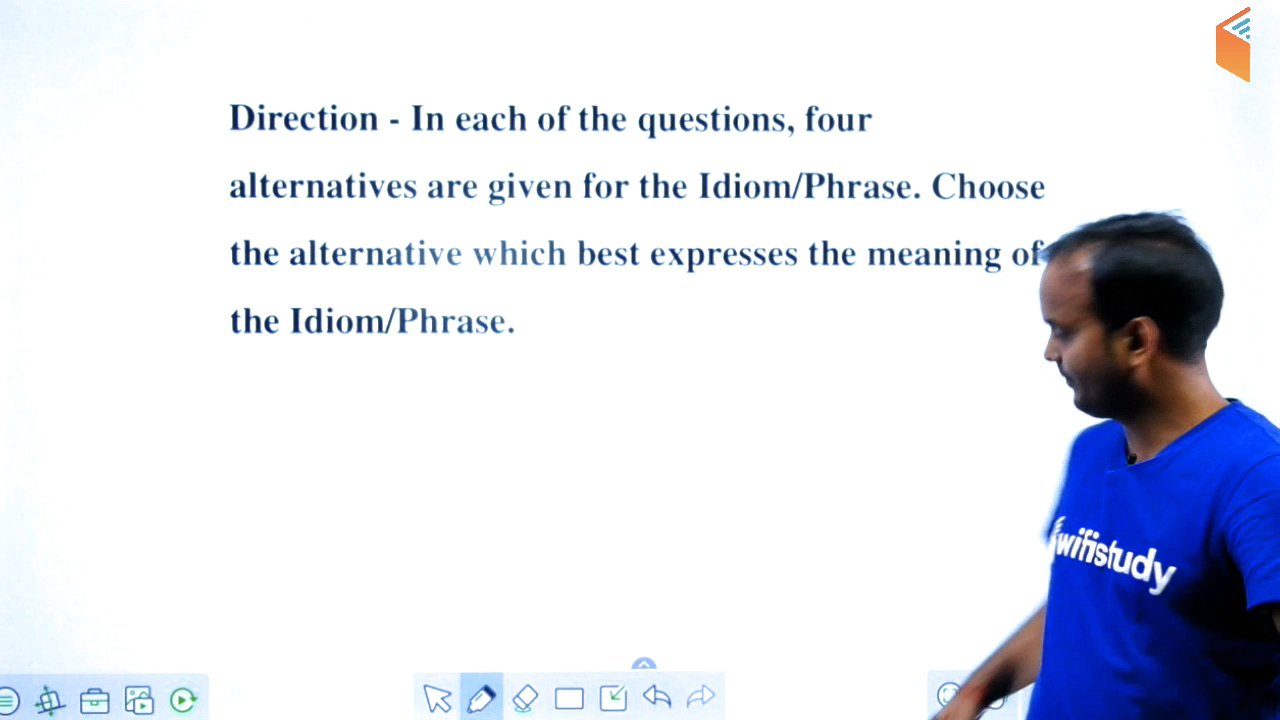 Direction - In each of the questions, four
alternatives are given for the Idiom/Phrase. Choose
the alternative which best expresses the meaning of
the Idiom/Phrase.
wifistudy